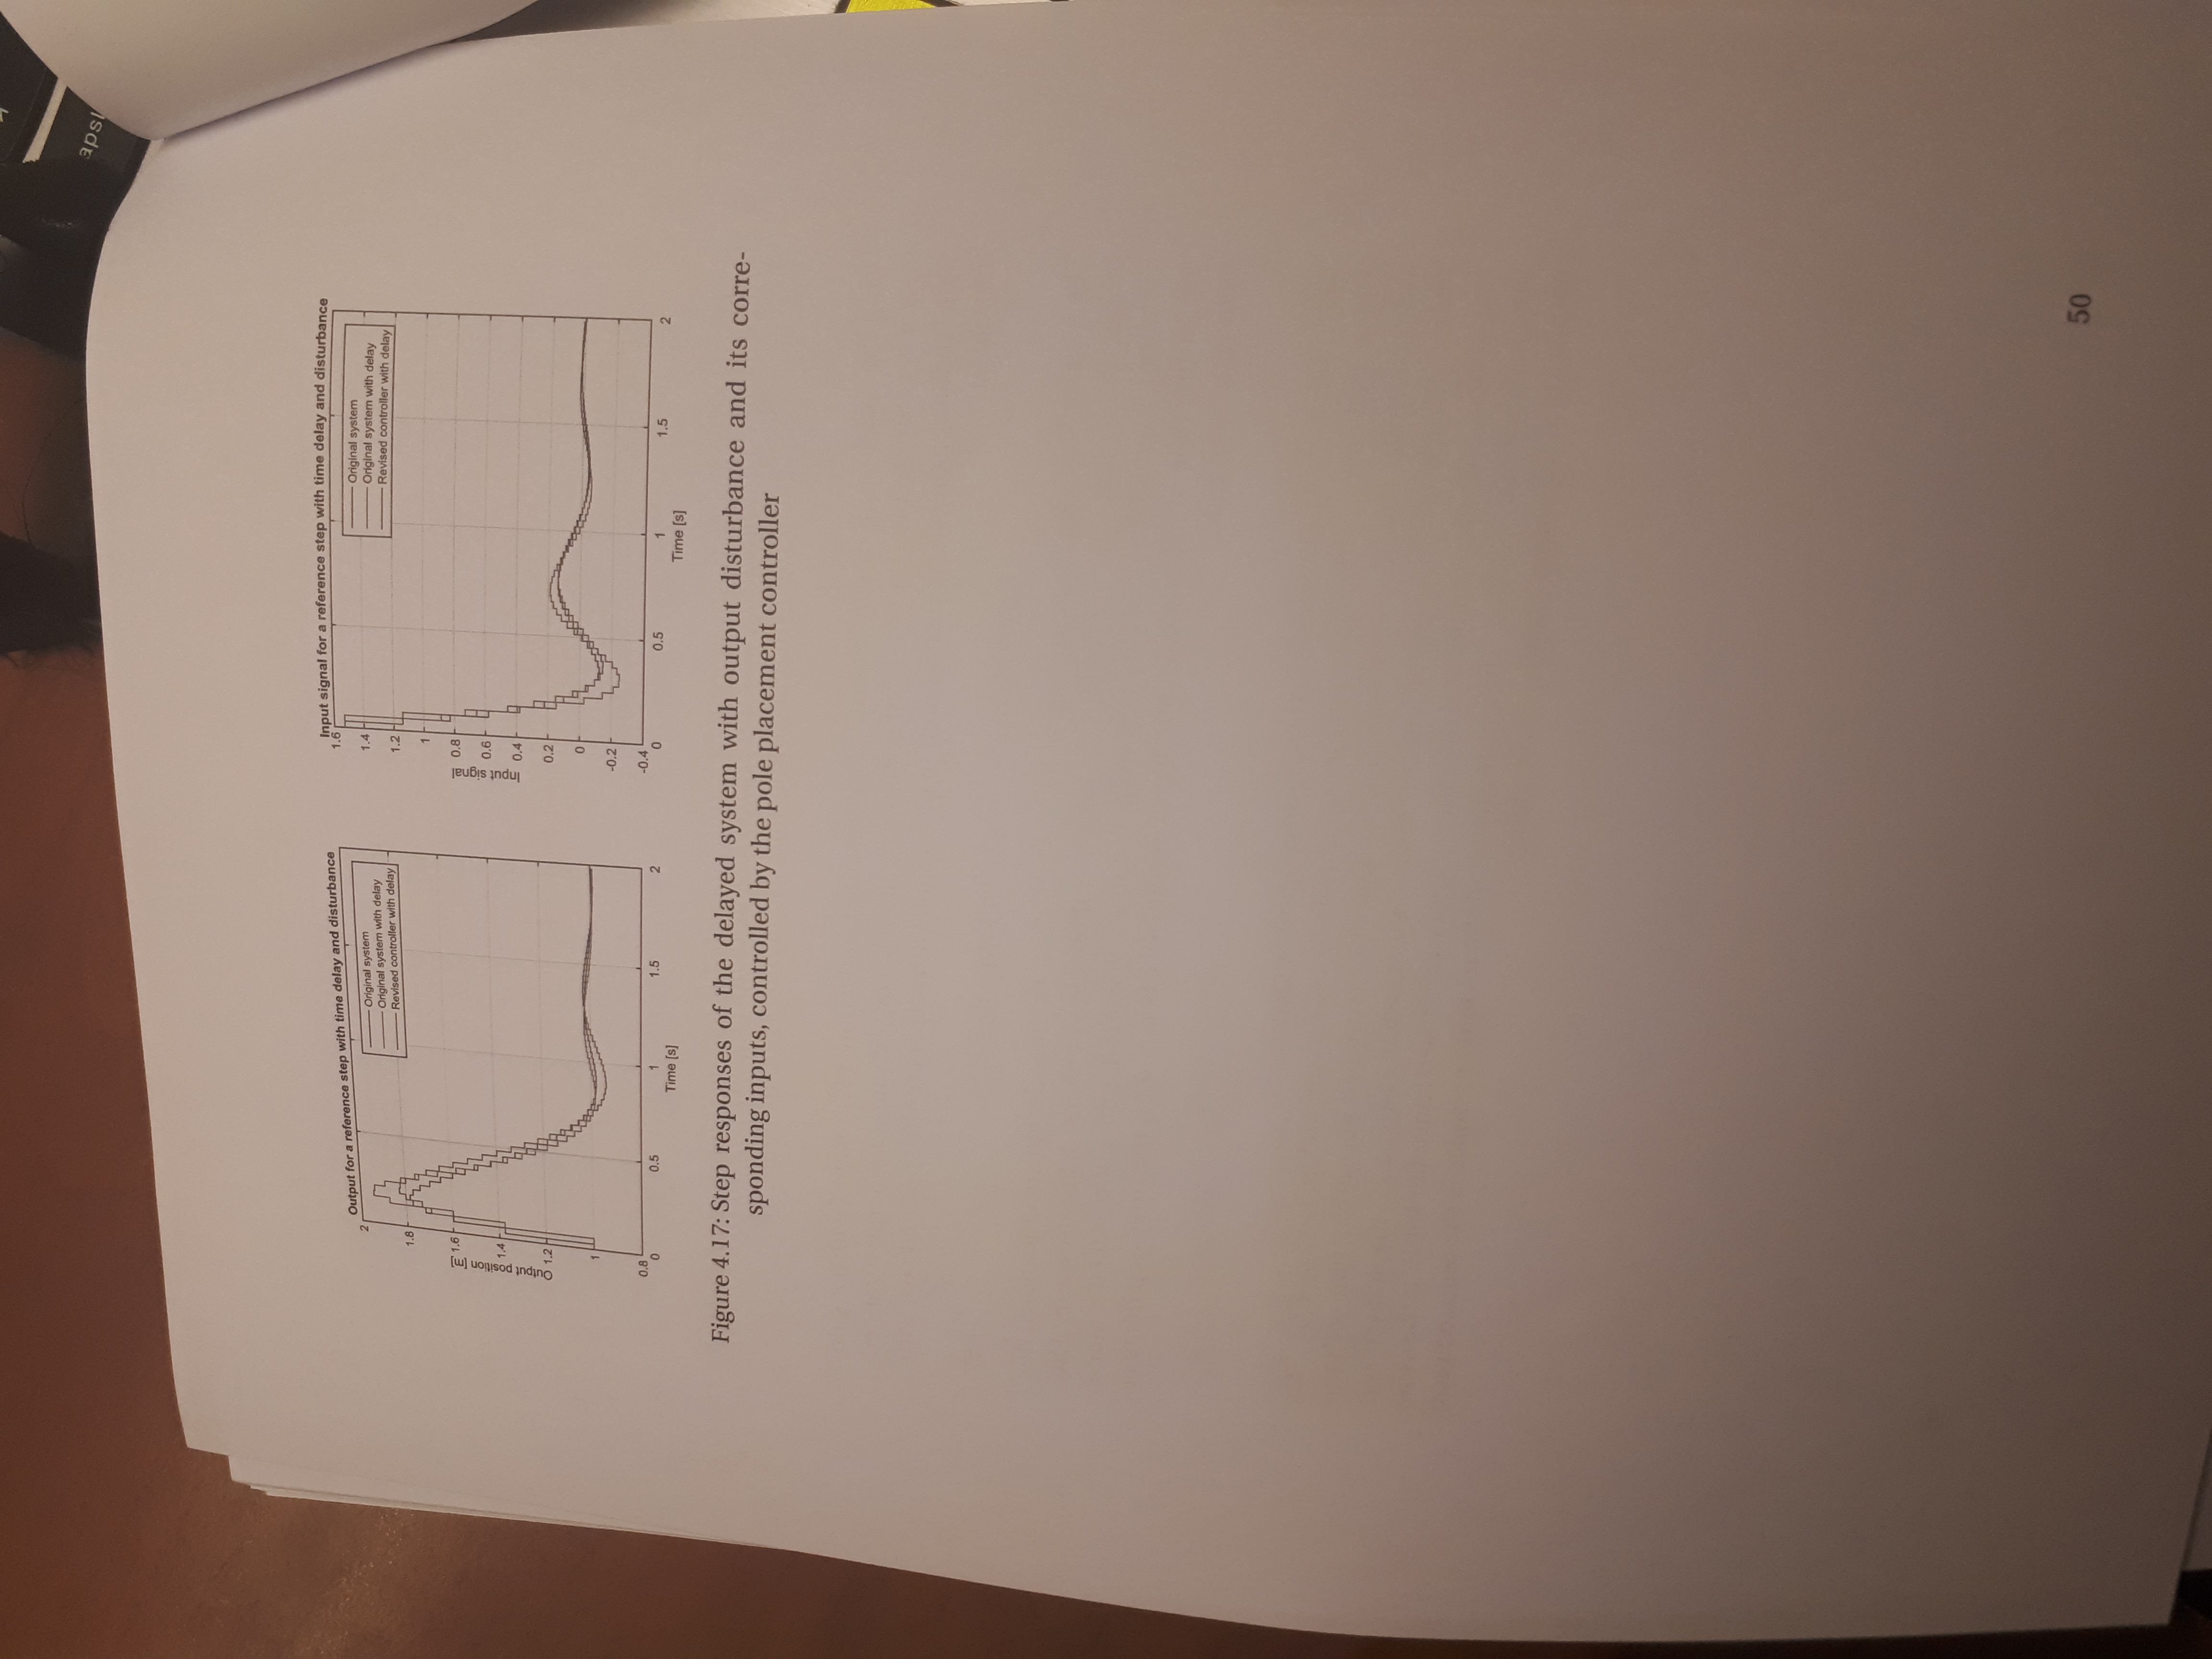 apsl
Output for a reference step with time delay and disturbance
Original system
Original system with delay
Revised controller with delay
2
1.8
1.6
1.4
1.2
1
0.8
Output position [m]
0
0.5
1
1.5
2
Time [s]
Input signal for a reference step with time delay and disturbance
Original system
Original system with delay
Revised controller with delay
1.6
1.4
1.2
1
0.8
0.6
0.4
0.2
0
-0.2
-0.4
Input signal
0
0.5
1
1.5
2
Time [s]
Figure 4.17: Step responses of the delayed system with output disturbance and its corre-
sponding inputs, controlled by the pole placement controller
50